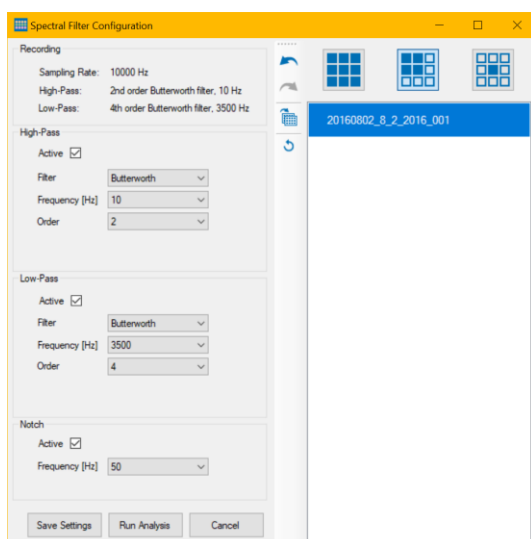 Spectral Filter Configuration
Recording
Sampling Rate: 10000 Hz
High-Pass: 2nd order Butterworth filter, 10 Hz
Low-Pass: 4th order Butterworth filter, 3500 Hz
20160802_8_2_2016_001
High-Pass
Active
Filter Butterworth
Frequency [Hz] 10
Order 2
Low-Pass
Active
Filter Butterworth
Frequency [Hz] 3500
Order 4
Notch
Active
Frequency [Hz] 50
Save Settings Run Analysis Cancel